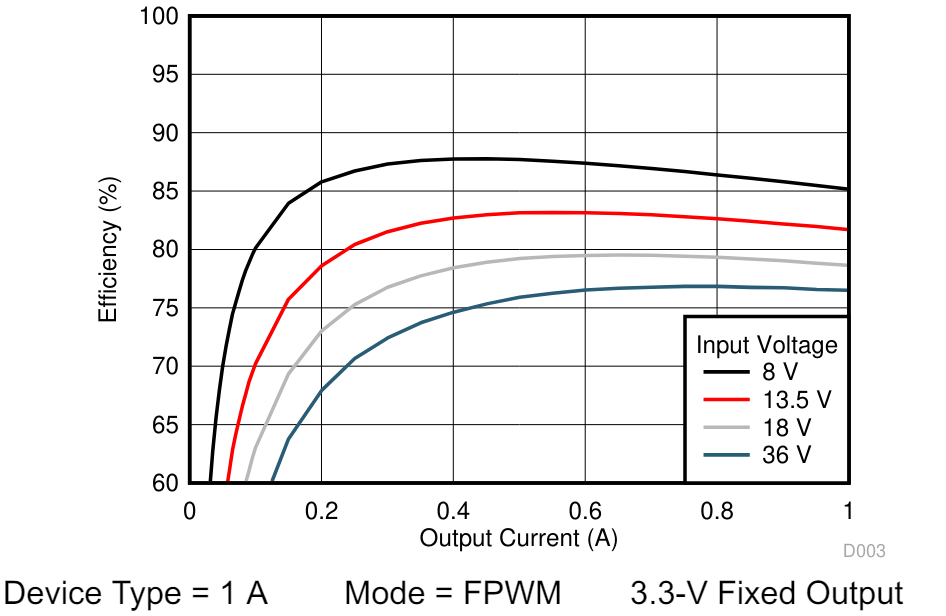 100
95
90
85
80
75
70
65
60
Efficiency (%)
Input Voltage
8 V
13.5 V
18 V
36 V
0 0.2 0.4 0.6 0.8 1
Output Current (A)
D003
Device Type = 1 A Mode = FPWM 3.3-V Fixed Output